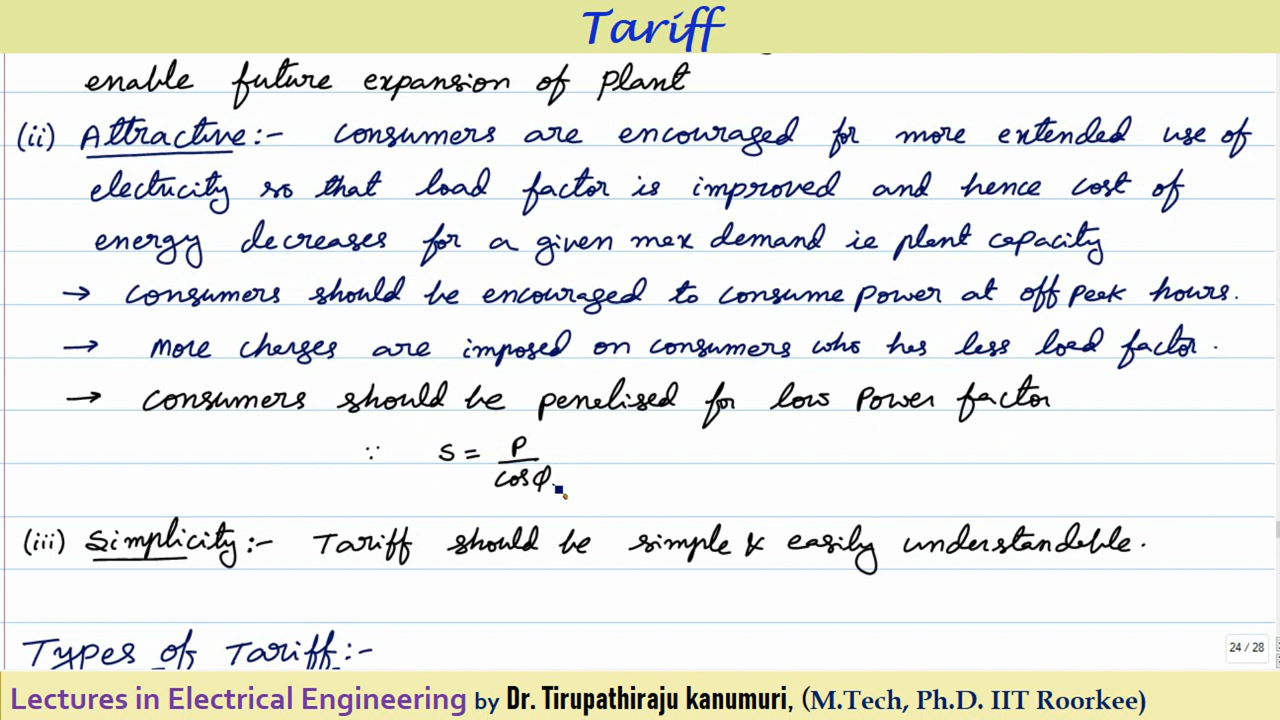 Tariff
enable future expansion of plant
(ii) Attractive:- consumers are encouraged for more extended use of
electricity so that load factor is improved and hence cost of
energy decreases for a given max demand ie plant capacity
→ consumers should be encouraged to consume power at off peek hours.
→ More charges are imposed on consumers who has less load factor.
→ consumers should be penelised for low power factor
∵ S = P / cosϕ
(iii) Simplicity:- Tariff should be simple & easily understandable.
Types of Tariff:-
24 / 28
Lectures in Electrical Engineering by Dr. Tirupathiraju kanumuri, (M.Tech, Ph.D. IIT Roorkee)